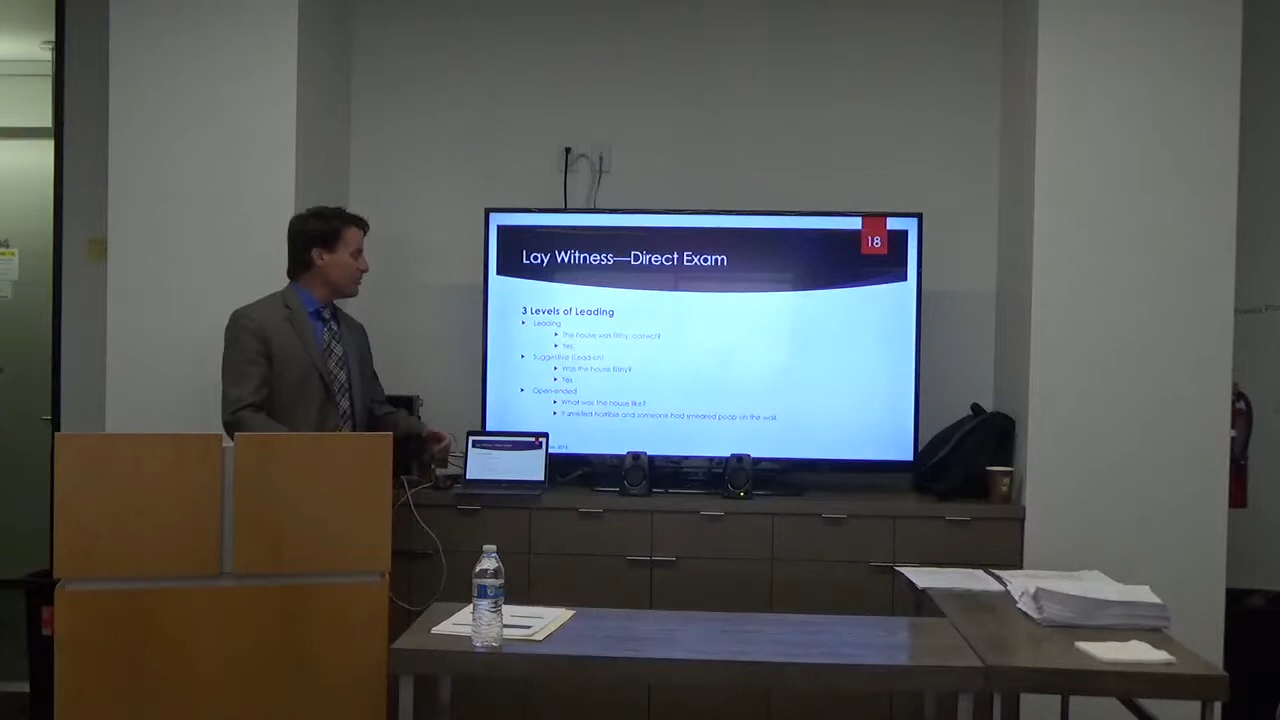 18
Lay Witness—Direct Exam
3 Levels of Leading
Leading
The house was filthy, correct?
Yes
Suggestive (Lead-ish)
Was the house filthy?
Yes
Open-ended
What was the house like?
It smelled horrible and someone had smeared poop on the wall.